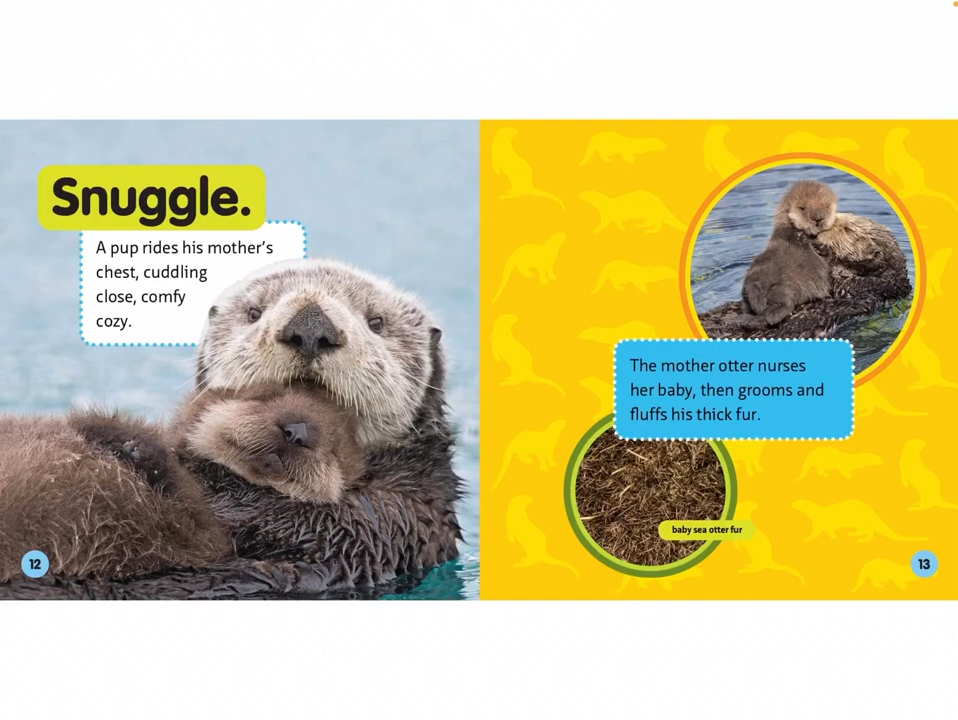 Snuggle.
A pup rides his mother's
chest, cuddling
close, comfy
cozy.
12
The mother otter nurses
her baby, then grooms and
fluffs his thick fur.
baby sea otter fur
13